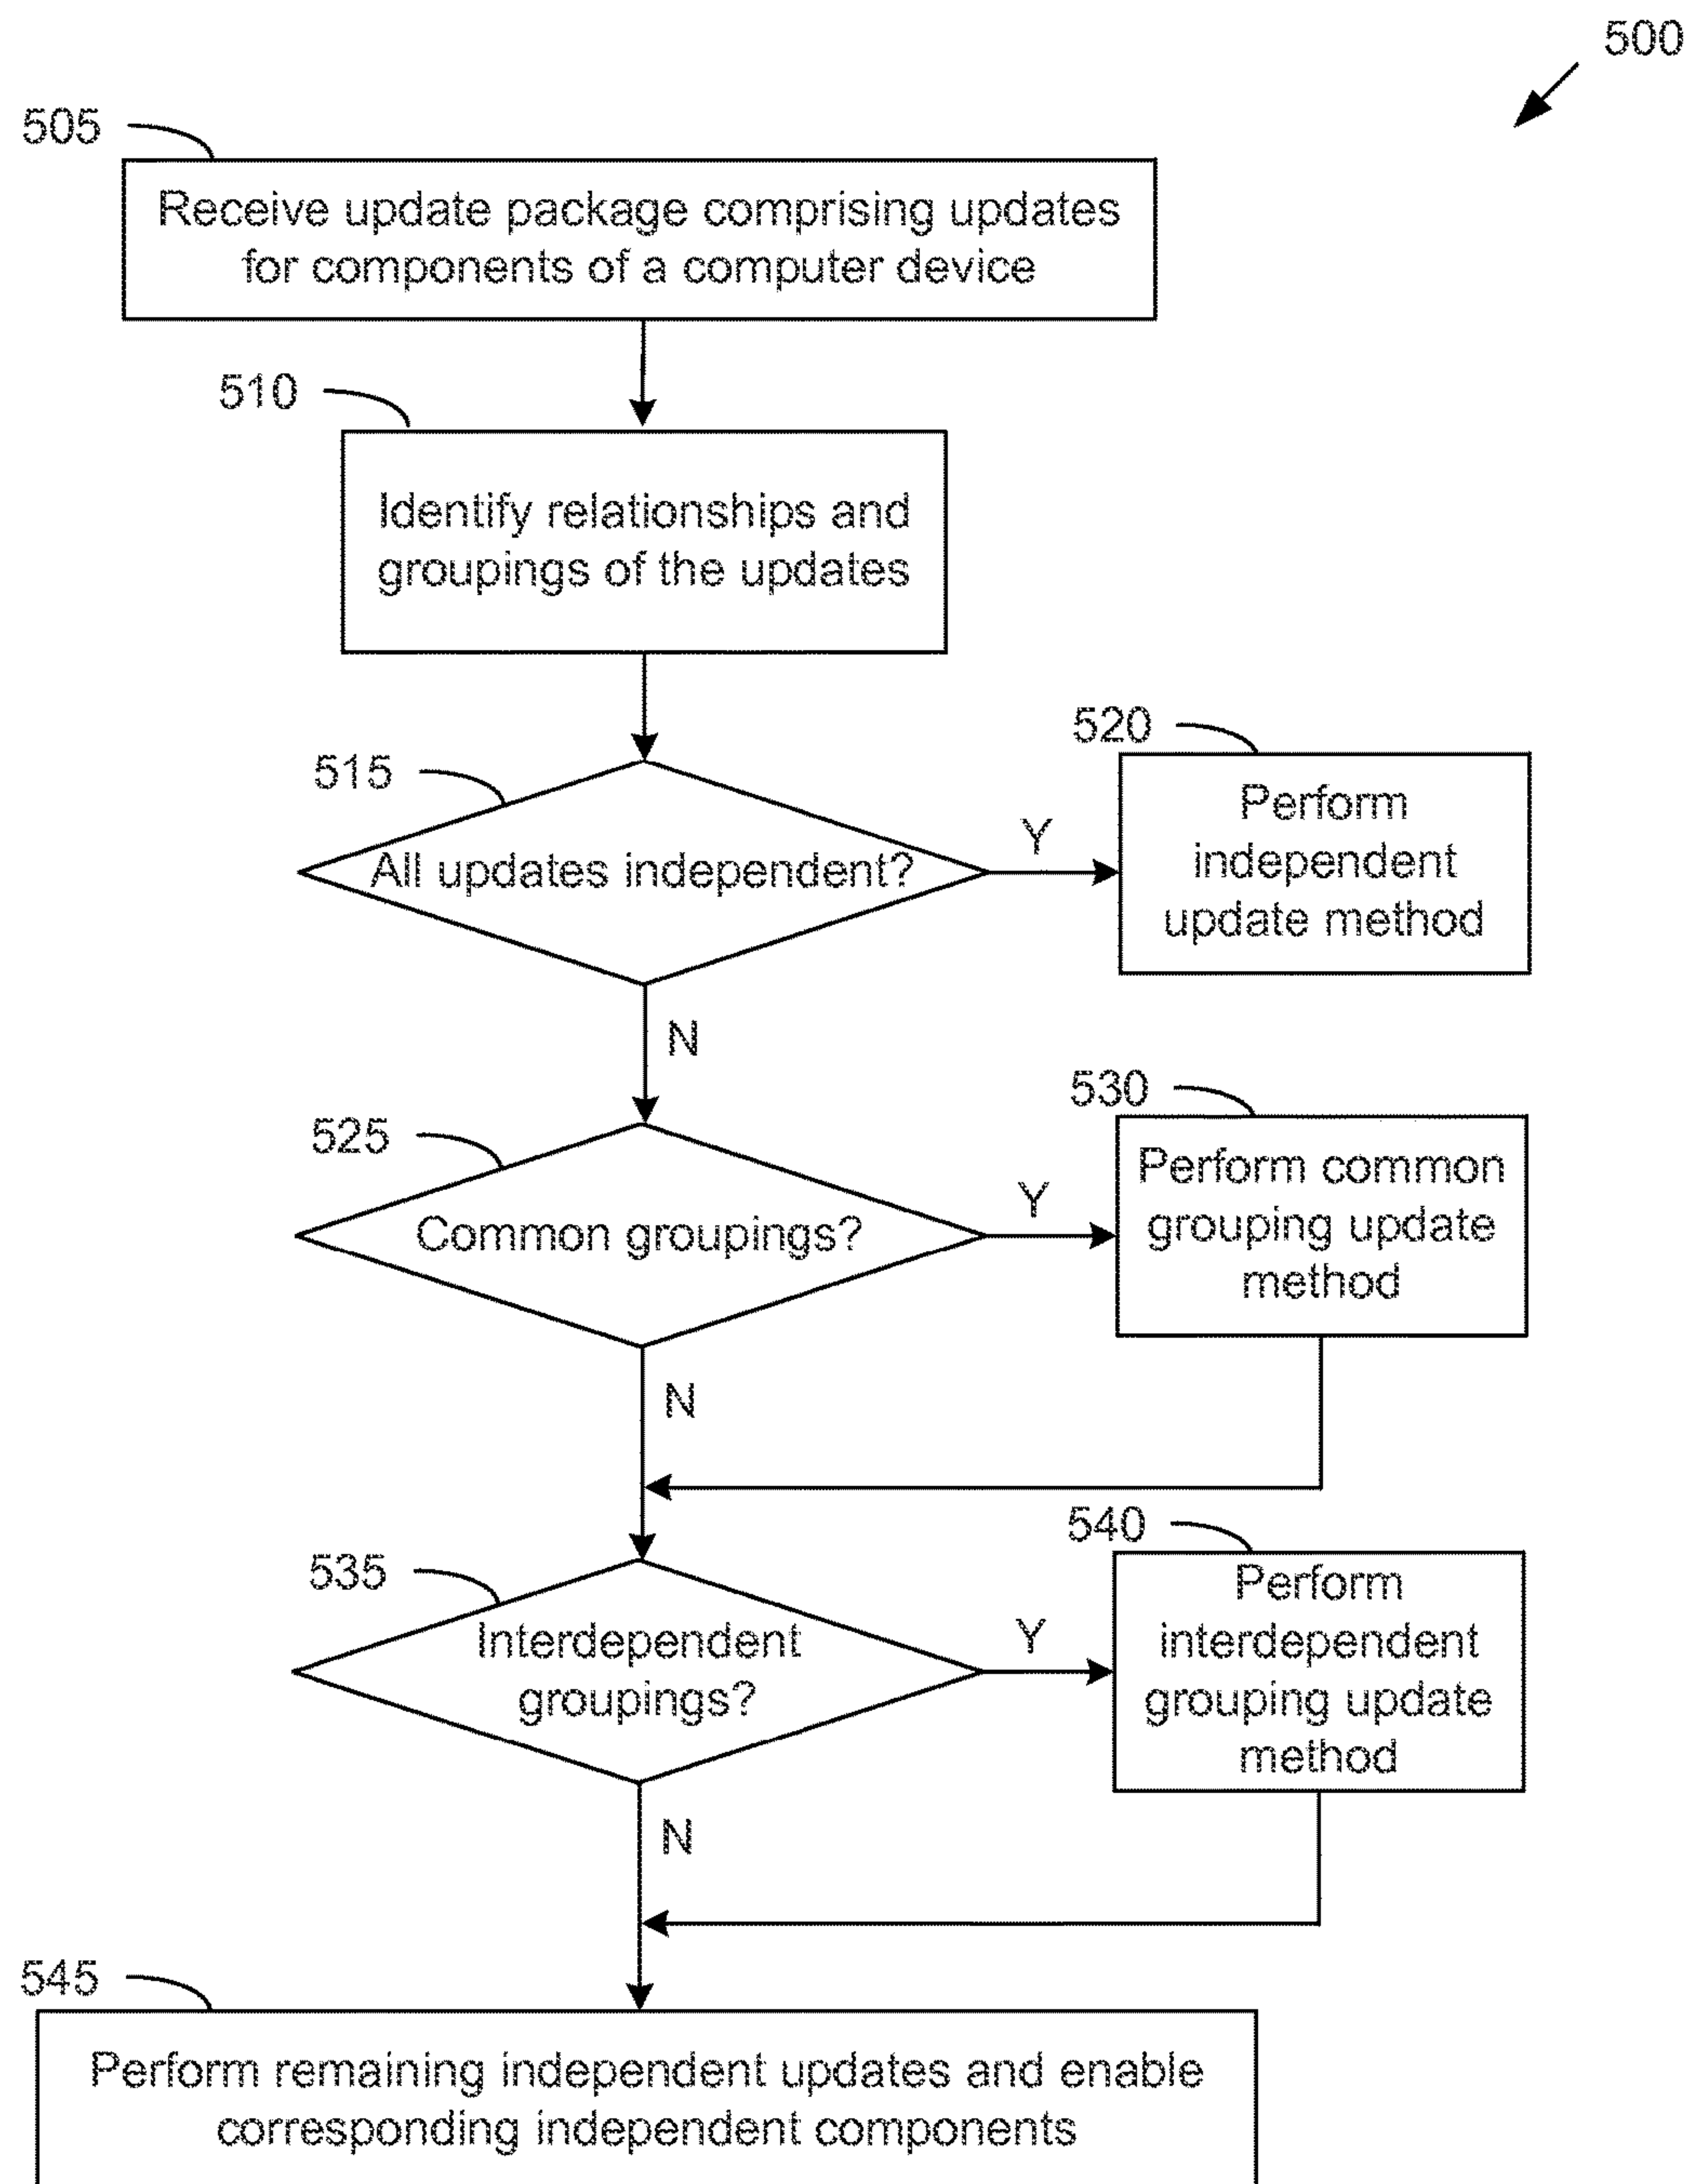 500
505
Receive update package comprising updates
for components of a computer device
510
Identify relationships and
groupings of the updates
515
All updates independent?
Y
520
Perform
independent
update method
N
525
Common groupings?
Y
530
Perform common
grouping update
method
N
535
Interdependent
groupings?
Y
540
Perform
interdependent
grouping update
method
N
545
Perform remaining independent updates and enable
corresponding independent components